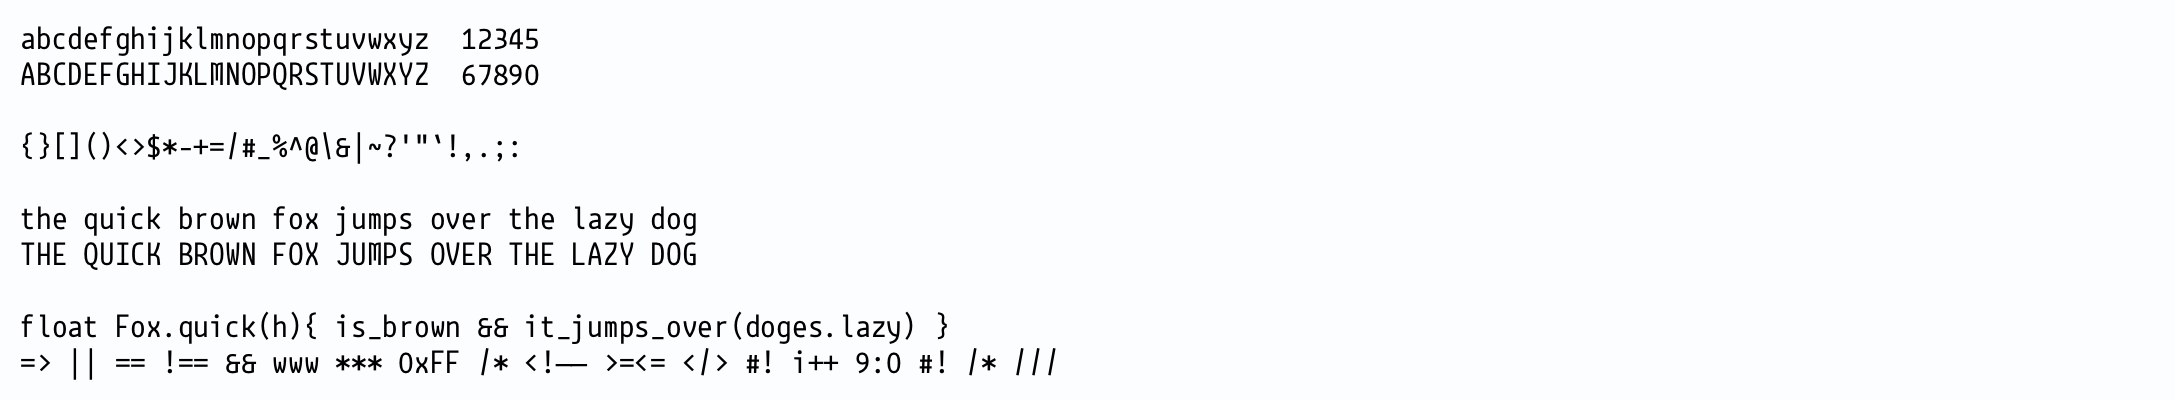 abcdefghijklmnopqrstuvwxyz  12345
ABCDEFGHIJKLMNOPQRSTUVWXYZ  67890
{}[]()<>$*-+=/#_%^@\&|~?'"`!,.;:
the quick brown fox jumps over the lazy dog
THE QUICK BROWN FOX JUMPS OVER THE LAZY DOG
float Fox.quick(h){ is_brown && it_jumps_over(doges.lazy) }
=> || == !== && www *** 0xFF /* <!-- >=<= </> #! i++ 9:0 #! /* ///